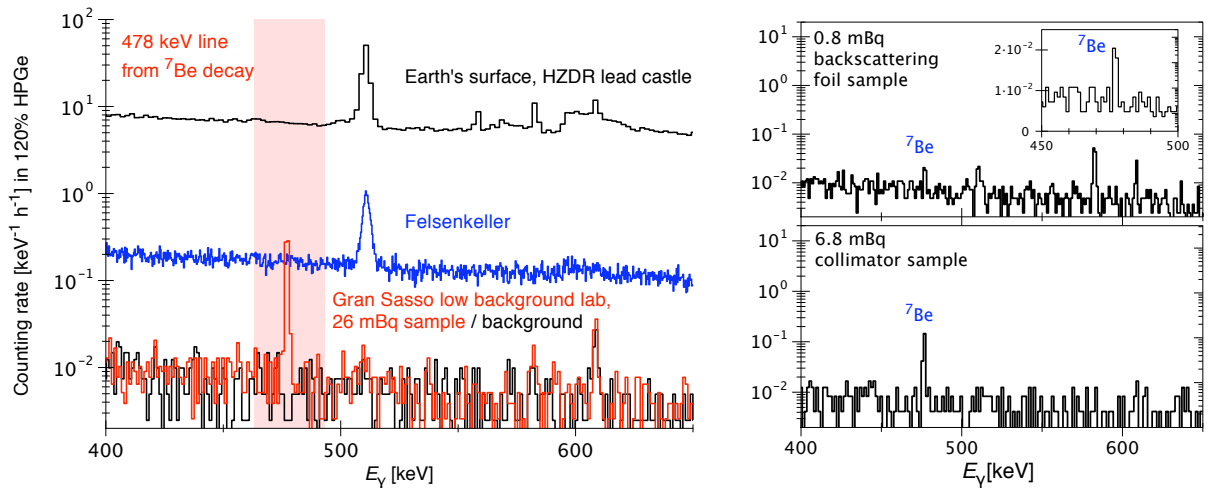 Counting rate [keV⁻¹ h⁻¹] in 120% HPGe
10²
10¹
10⁰
10⁻¹
10⁻²
478 keV line
from ⁷Be decay
Earth's surface, HZDR lead castle
Felsenkeller
Gran Sasso low background lab,
26 mBq sample / background
400
500
600
Eγ [keV]
10¹
10⁰
10⁻¹
10⁻²
0.8 mBq
backscattering
foil sample
⁷Be
2·10⁻²
1·10⁻²
0
450
500
⁷Be
10¹
10⁰
10⁻¹
10⁻²
6.8 mBq
collimator sample
⁷Be
400
500
600
Eγ[keV]